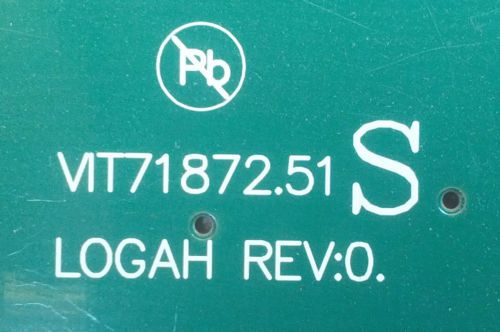 Pb
VIT71872.51 S
LOGAH REV:0.